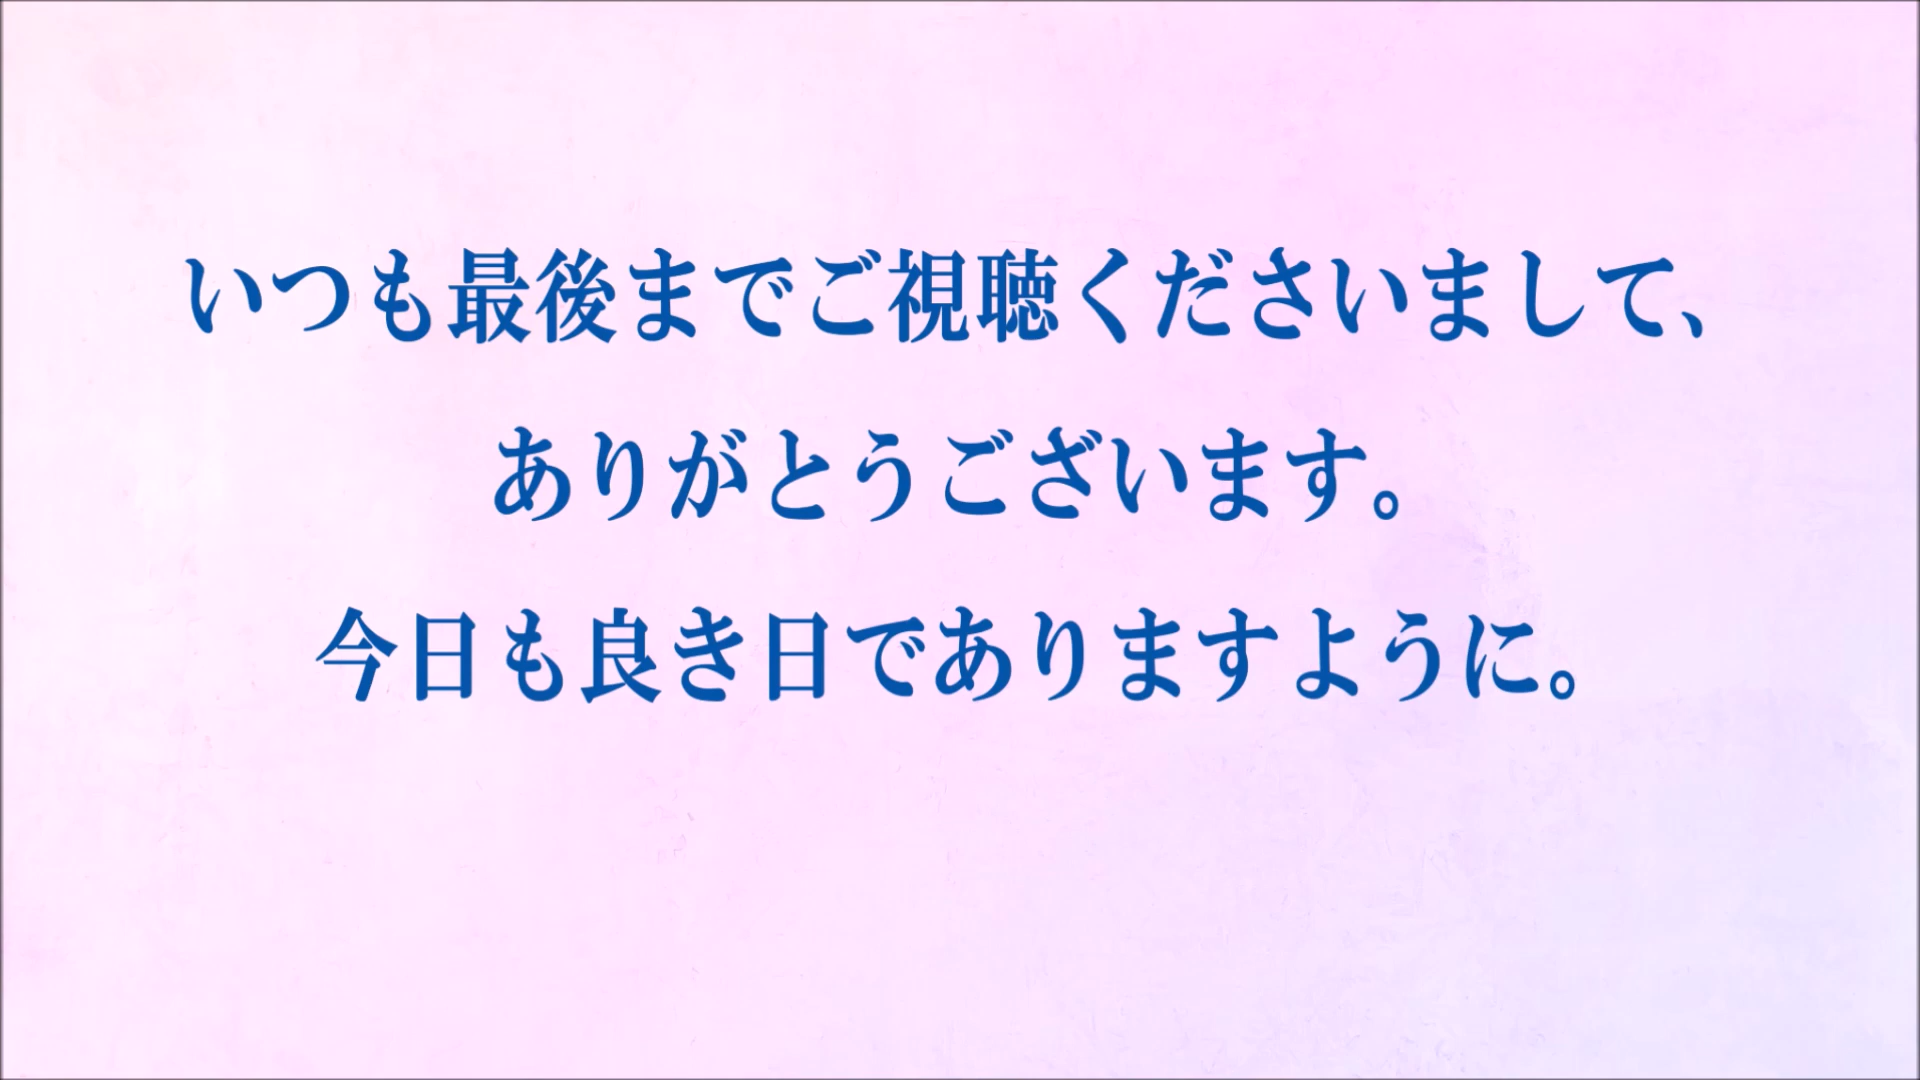 いつも最後までご視聴くださいまして、
ありがとうございます。
今日も良き日でありますように。